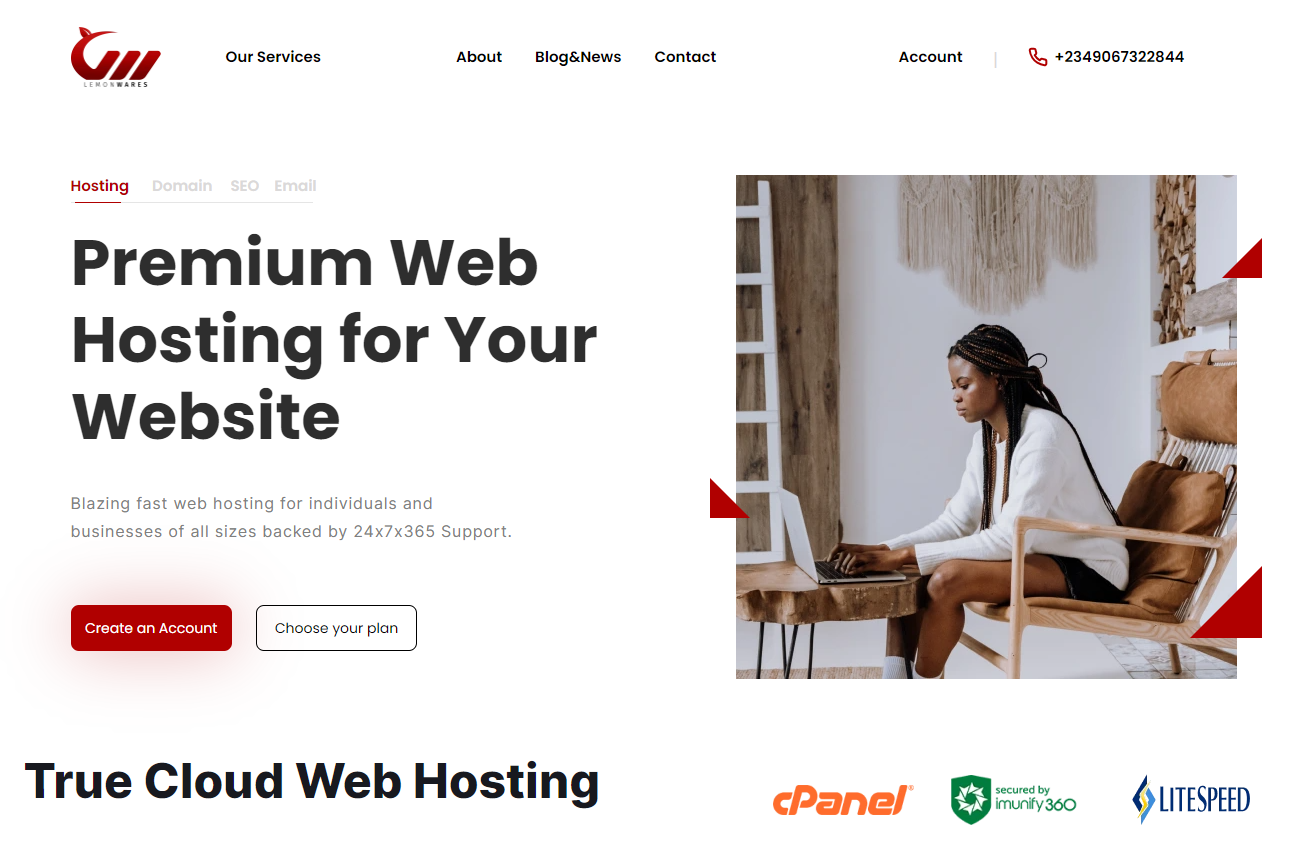 LEMONWARES
Our Services
About
Blog&News
Contact
Account
+2349067322844
Hosting
Domain
SEO
Email
Premium Web
Hosting for Your
Website
Blazing fast web hosting for individuals and
businesses of all sizes backed by 24x7x365 Support.
Create an Account
Choose your plan
True Cloud Web Hosting
cPanel®
secured by
imunify360
LITESPEED